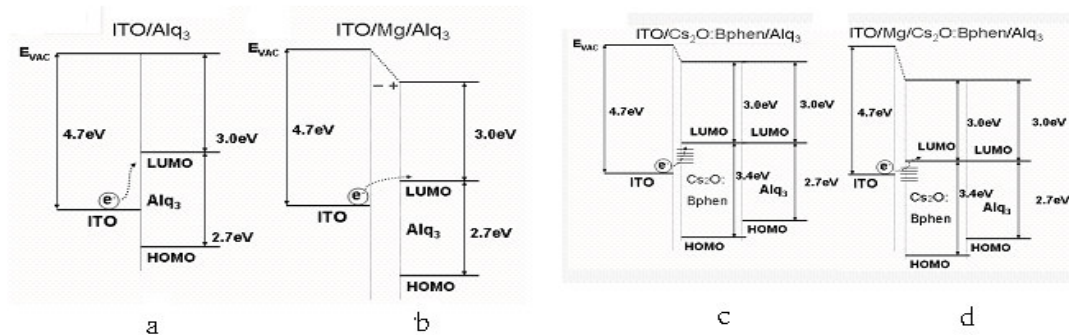 ITO/Alq₃
E_VAC
4.7eV
3.0eV
LUMO
e⁻
Alq₃
ITO
2.7eV
HOMO
a
ITO/Mg/Alq₃
E_VAC
− +
4.7eV
3.0eV
e⁻
LUMO
ITO
Alq₃
2.7eV
HOMO
b
ITO/Cs₂O:Bphen/Alq₃
E_VAC
4.7eV
3.0eV
3.0eV
LUMO
LUMO
e⁻
ITO
3.4eV
Alq₃
2.7eV
Cs₂O:
Bphen
HOMO
HOMO
c
ITO/Mg/Cs₂O:Bphen/Alq₃
E_VAC
4.7eV
3.0eV
3.0eV
LUMO
LUMO
e⁻
ITO
3.4eV
2.7eV
Cs₂O:
Alq₃
Bphen
HOMO
HOMO
d